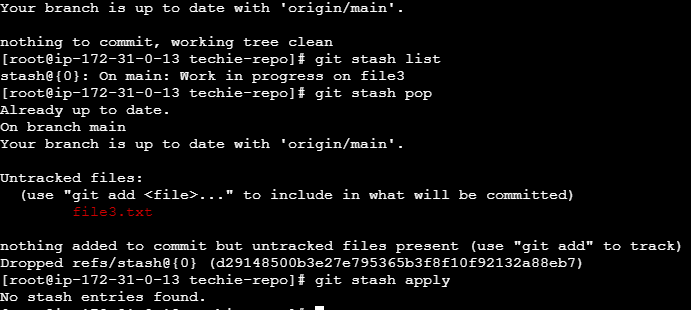 Your branch is up to date with 'origin/main'.
nothing to commit, working tree clean
[root@ip-172-31-0-13 techie-repo]# git stash list
stash@{0}: On main: Work in progress on file3
[root@ip-172-31-0-13 techie-repo]# git stash pop
Already up to date.
On branch main
Your branch is up to date with 'origin/main'.
Untracked files:
  (use "git add <file>..." to include in what will be committed)
        file3.txt
nothing added to commit but untracked files present (use "git add" to track)
Dropped refs/stash@{0} (d29148500b3e27e795365b3f8f10f92132a88eb7)
[root@ip-172-31-0-13 techie-repo]# git stash apply
No stash entries found.